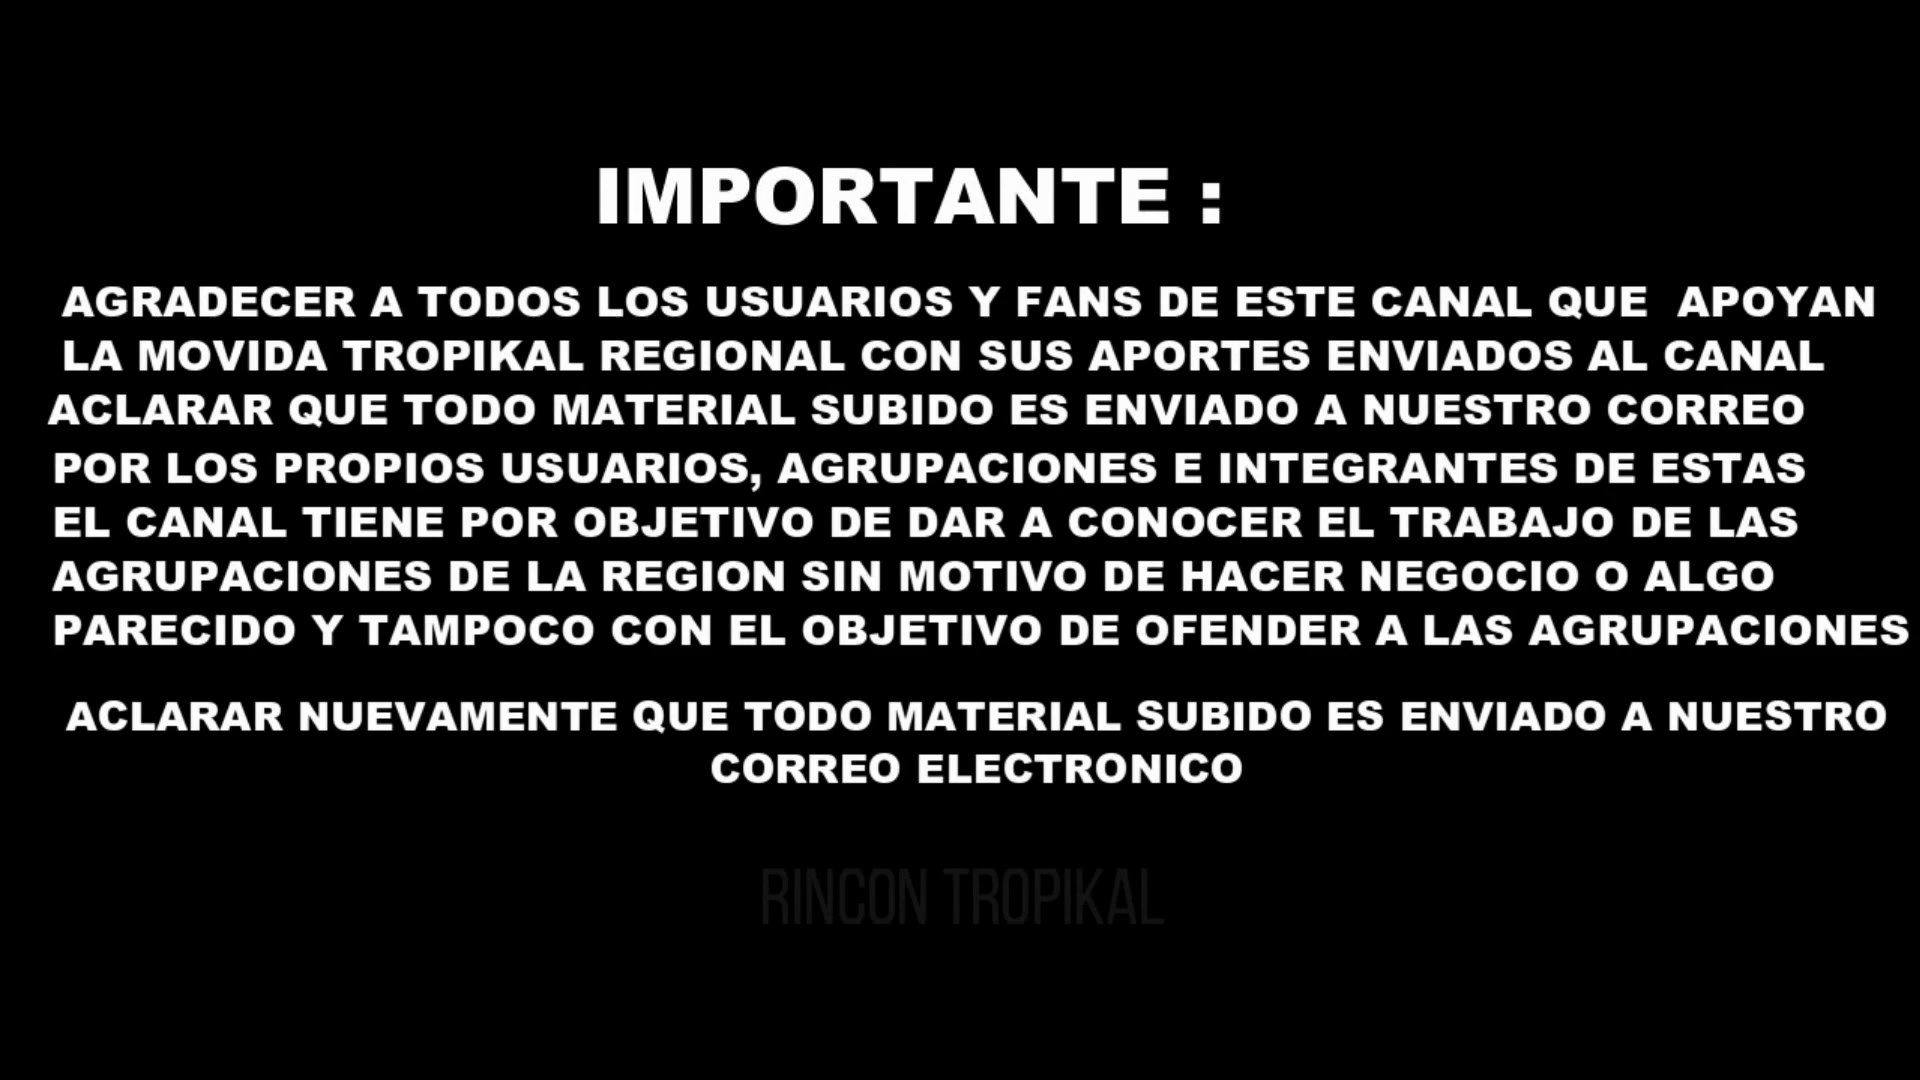 IMPORTANTE :
AGRADECER A TODOS LOS USUARIOS Y FANS DE ESTE CANAL QUE APOYAN
LA MOVIDA TROPIKAL REGIONAL CON SUS APORTES ENVIADOS AL CANAL
ACLARAR QUE TODO MATERIAL SUBIDO ES ENVIADO A NUESTRO CORREO
POR LOS PROPIOS USUARIOS, AGRUPACIONES E INTEGRANTES DE ESTAS
EL CANAL TIENE POR OBJETIVO DE DAR A CONOCER EL TRABAJO DE LAS
AGRUPACIONES DE LA REGION SIN MOTIVO DE HACER NEGOCIO O ALGO
PARECIDO Y TAMPOCO CON EL OBJETIVO DE OFENDER A LAS AGRUPACIONES
ACLARAR NUEVAMENTE QUE TODO MATERIAL SUBIDO ES ENVIADO A NUESTRO
CORREO ELECTRONICO
RINCON TROPIKAL